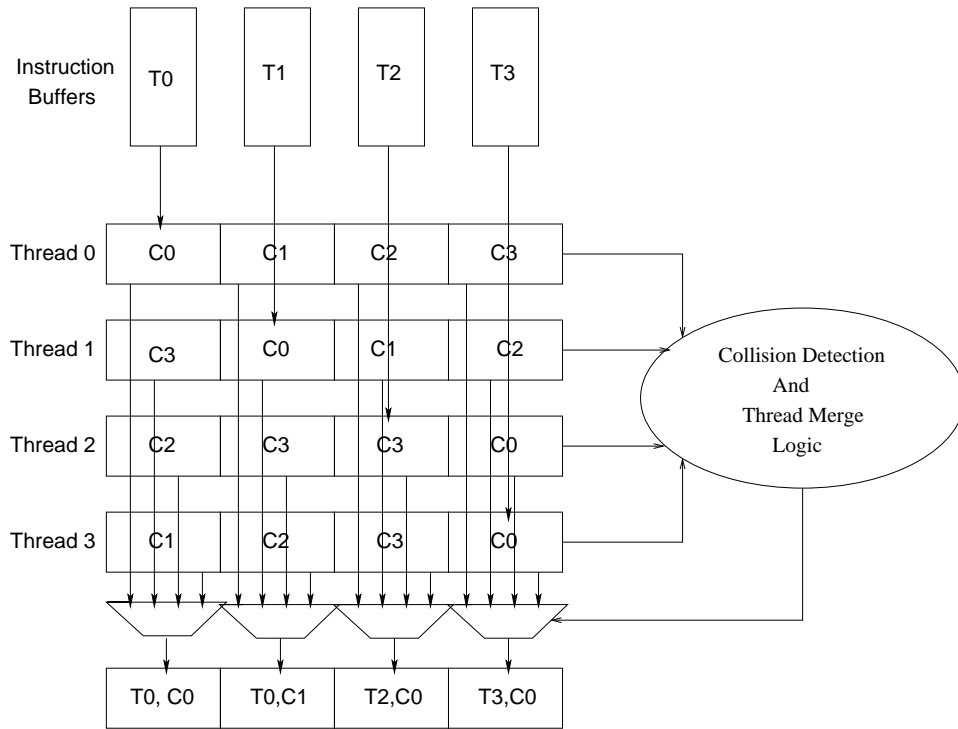 Instruction
Buffers
T0
T1
T2
T3
Thread 0
C0
C1
C2
C3
Thread 1
C3
C0
C1
C2
Thread 2
C2
C3
C3
C0
Thread 3
C1
C2
C3
C0
Collision Detection
And
Thread Merge
Logic
T0, C0
T0,C1
T2,C0
T3,C0